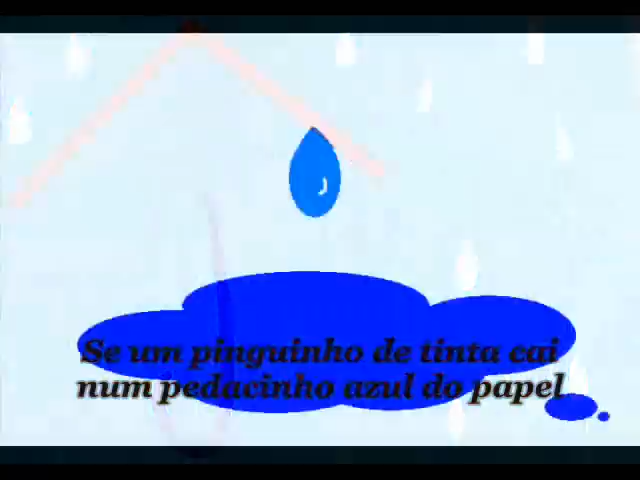 Se um pinguinho de tinta cai
num pedacinho azul do papel